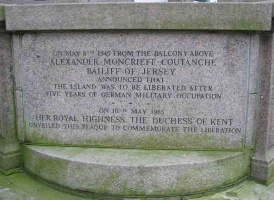 ON MAY 8TH 1945 FROM THE BALCONY ABOVE
ALEXANDER MONCRIEFF COUTANCHE
BAILIFF OF JERSEY
ANNOUNCED THAT
THE ISLAND WAS TO BE LIBERATED AFTER
FIVE YEARS OF GERMAN MILITARY OCCUPATION
ON 10TH MAY 1985
HER ROYAL HIGHNESS THE DUCHESS OF KENT
UNVEILED THIS PLAQUE TO COMMEMORATE THE LIBERATION